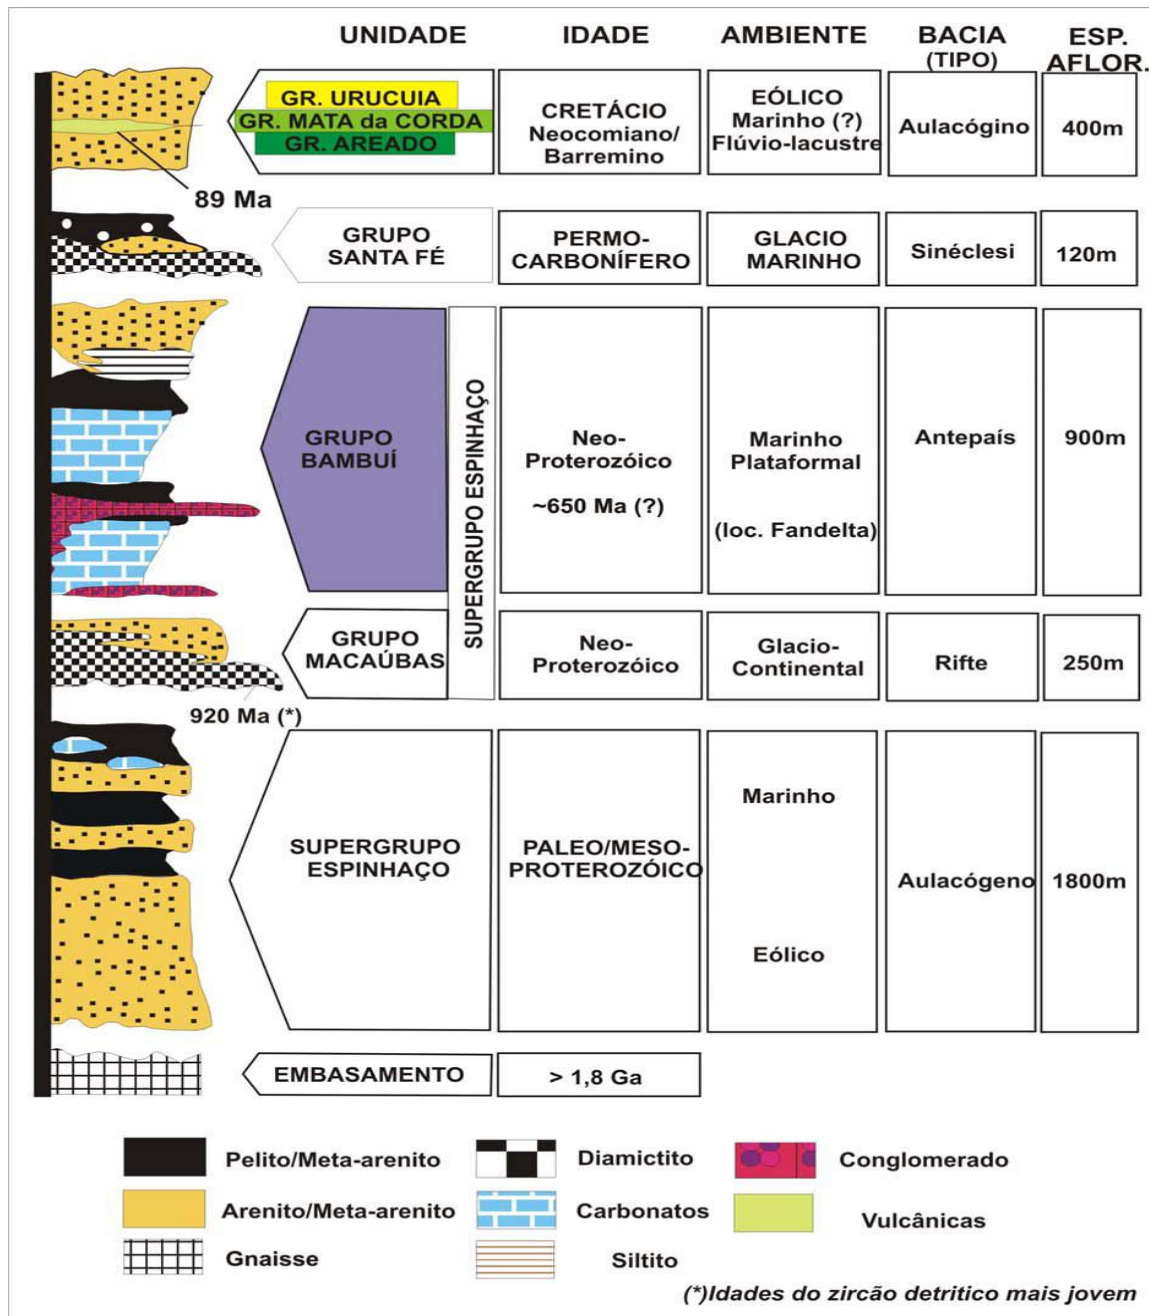 UNIDADE
IDADE
AMBIENTE
BACIA
(TIPO)
ESP.
AFLOR.
GR. URUCUIA
GR. MATA da CORDA
GR. AREADO
CRETÁCIO
Neocomiano/
Barremino
EÓLICO
Marinho (?)
Flúvio-lacustre
Aulacógino
400m
89 Ma
GRUPO
SANTA FÉ
PERMO-
CARBONÍFERO
GLACIO
MARINHO
Sinéclesi
120m
GRUPO
BAMBUÍ
SUPERGRUPO ESPINHAÇO
Neo-
Proterozóico
~650 Ma (?)
Marinho
Plataformal
(loc. Fandelta)
Antepaís
900m
GRUPO
MACAÚBAS
Neo-
Proterozóico
Glacio-
Continental
Rifte
250m
920 Ma (*)
SUPERGRUPO
ESPINHAÇO
PALEO/MESO-
PROTEROZÓICO
Marinho
Eólico
Aulacógeno
1800m
EMBASAMENTO
> 1,8 Ga
Pelito/Meta-arenito
Diamictito
Conglomerado
Arenito/Meta-arenito
Carbonatos
Vulcânicas
Gnaisse
Siltito
(*)Idades do zircão detritico mais jovem